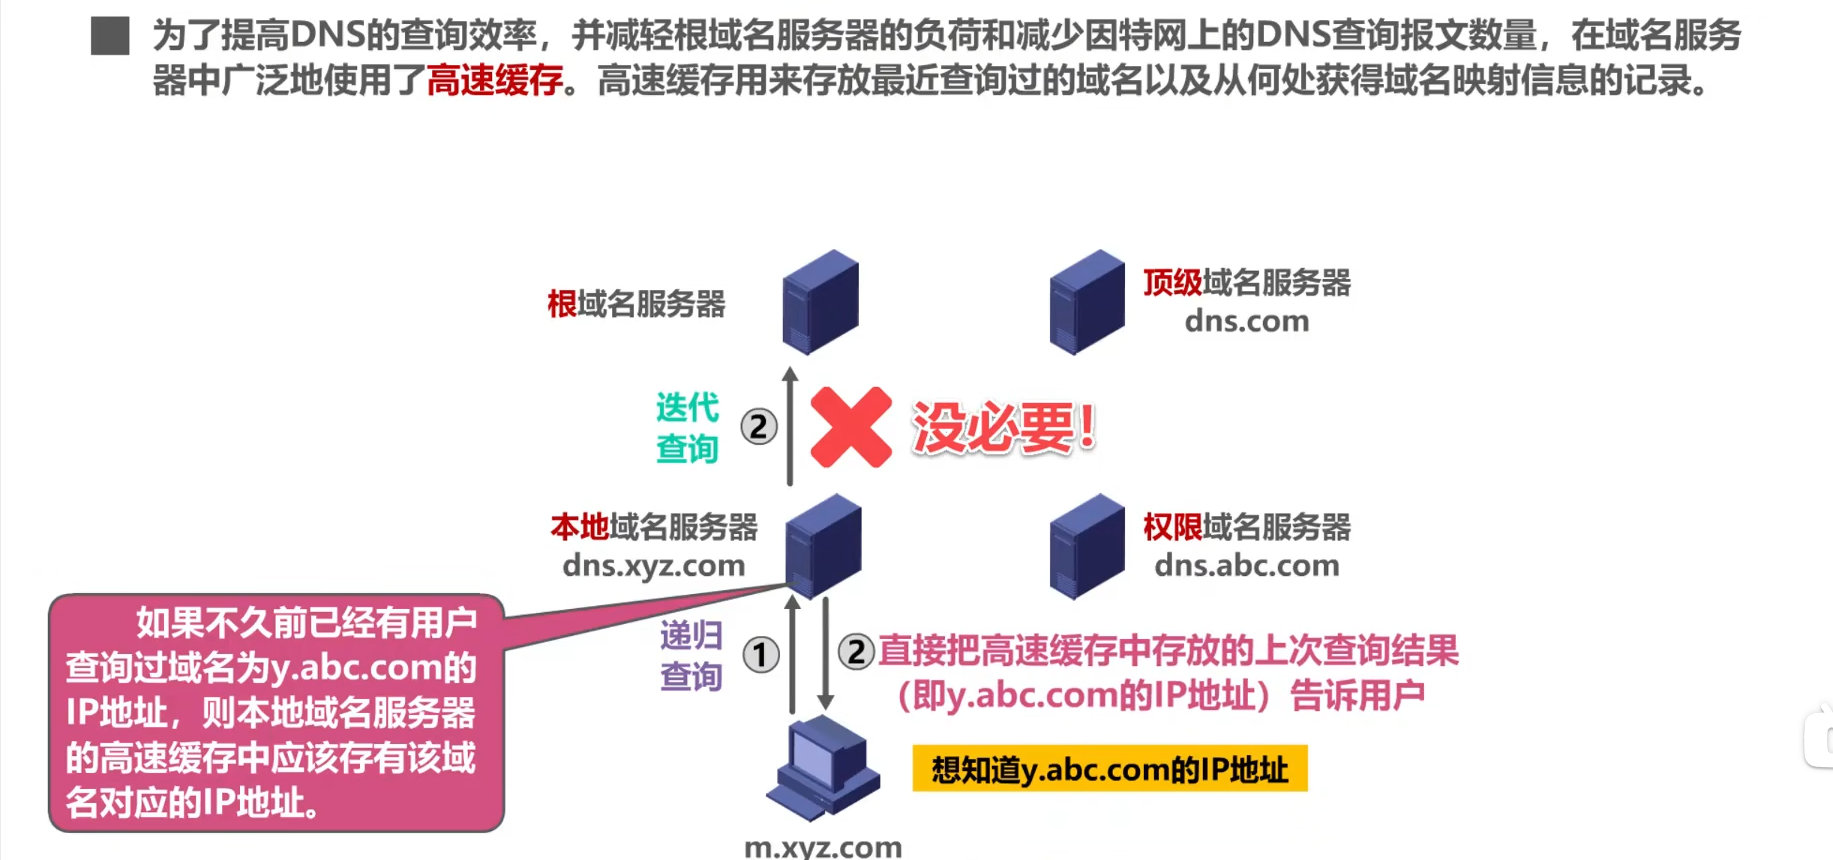 为了提高DNS的查询效率，并减轻根域名服务器的负荷和减少因特网上的DNS查询报文数量，在域名服务
器中广泛地使用了高速缓存。高速缓存用来存放最近查询过的域名以及从何处获得域名映射信息的记录。
根域名服务器
顶级域名服务器
dns.com
迭代
查询
②
没必要！
本地域名服务器
dns.xyz.com
权限域名服务器
dns.abc.com
如果不久前已经有用户
查询过域名为y.abc.com的
IP地址，则本地域名服务器
的高速缓存中应该存有该域
名对应的IP地址。
递归
查询
①
②直接把高速缓存中存放的上次查询结果
（即y.abc.com的IP地址）告诉用户
想知道y.abc.com的IP地址
m.xyz.com